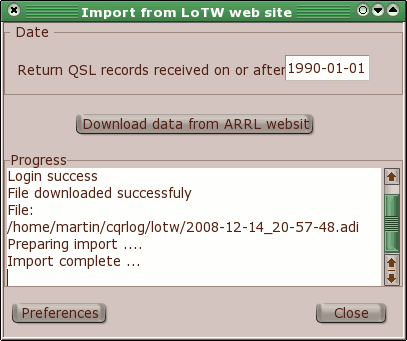 Import from LoTW web site
Date
Return QSL records received on or after
1990-01-01
Download data from ARRL websit
Progress
Login success
File downloaded successfuly
File:
/home/martin/cqrlog/lotw/2008-12-14_20-57-48.adi
Preparing import ....
Import complete ...
Preferences
Close